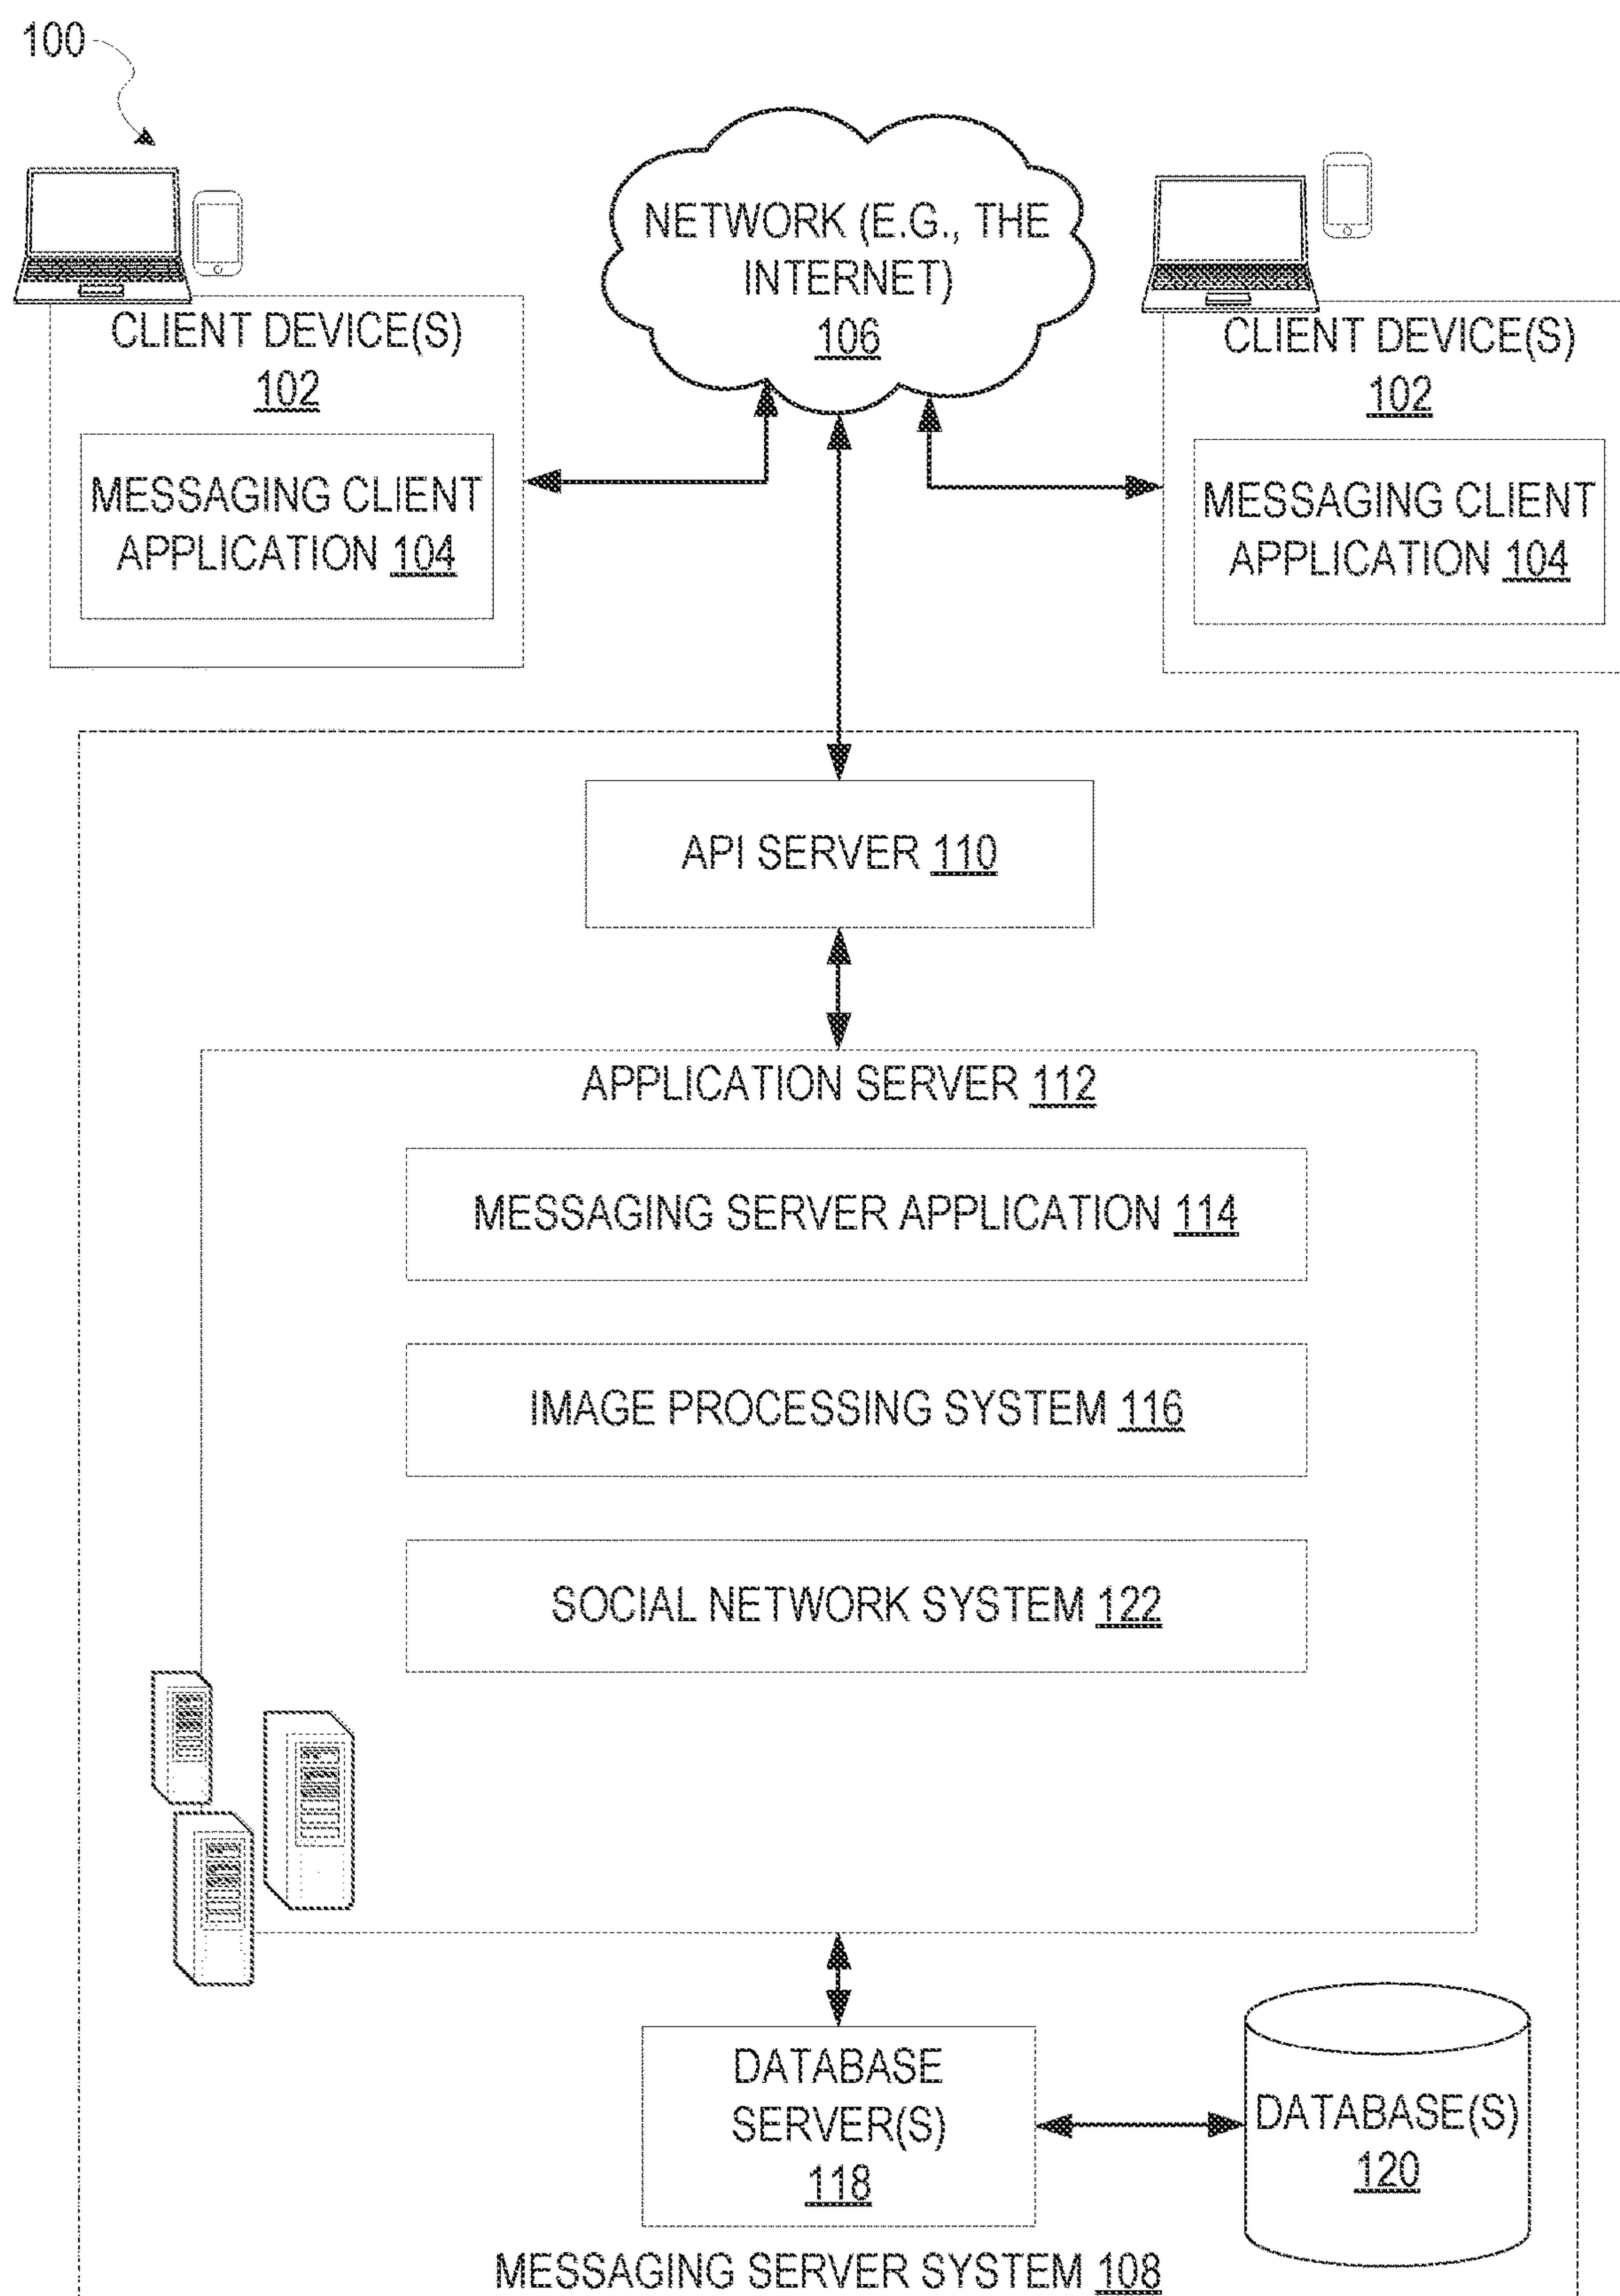 100
NETWORK (E.G., THE
INTERNET)
106
CLIENT DEVICE(S)
102
MESSAGING CLIENT
APPLICATION 104
CLIENT DEVICE(S)
102
MESSAGING CLIENT
APPLICATION 104
API SERVER 110
APPLICATION SERVER 112
MESSAGING SERVER APPLICATION 114
IMAGE PROCESSING SYSTEM 116
SOCIAL NETWORK SYSTEM 122
DATABASE
SERVER(S)
118
DATABASE(S)
120
MESSAGING SERVER SYSTEM 108